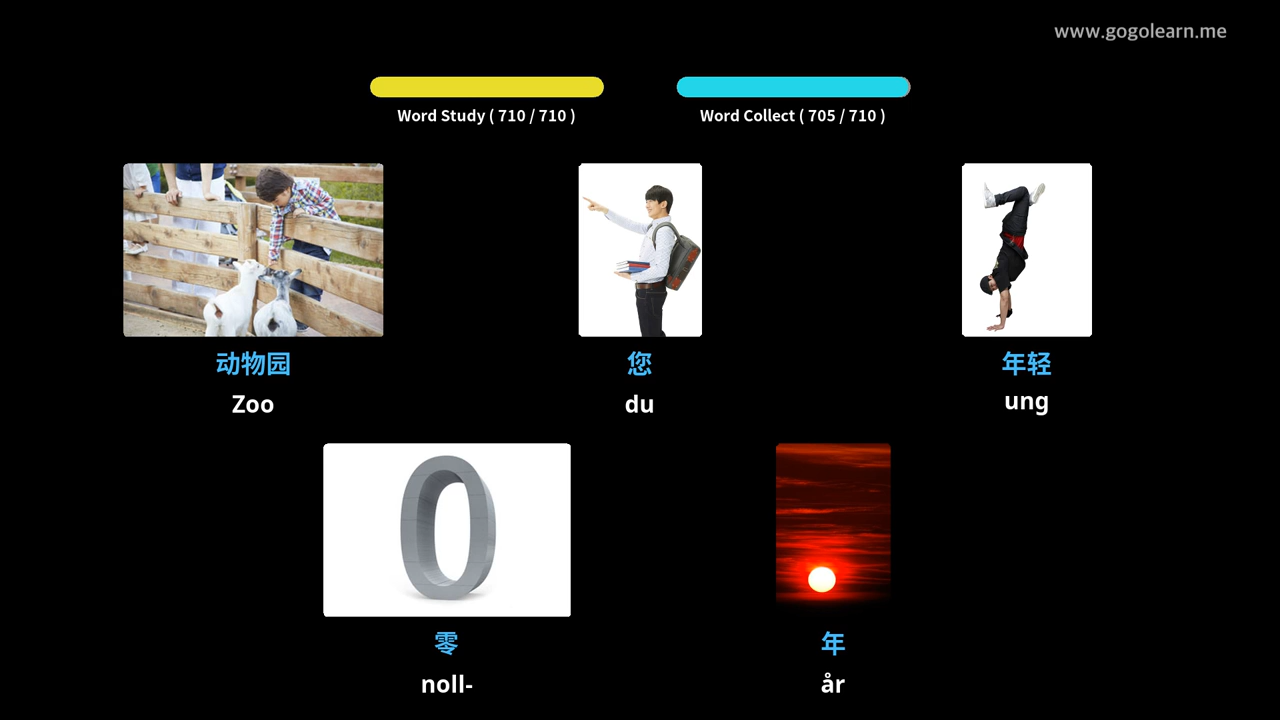 www.gogolearn.me
Word Study ( 710 / 710 )
Word Collect ( 705 / 710 )
动物园
Zoo
您
du
年轻
ung
零
noll-
年
år